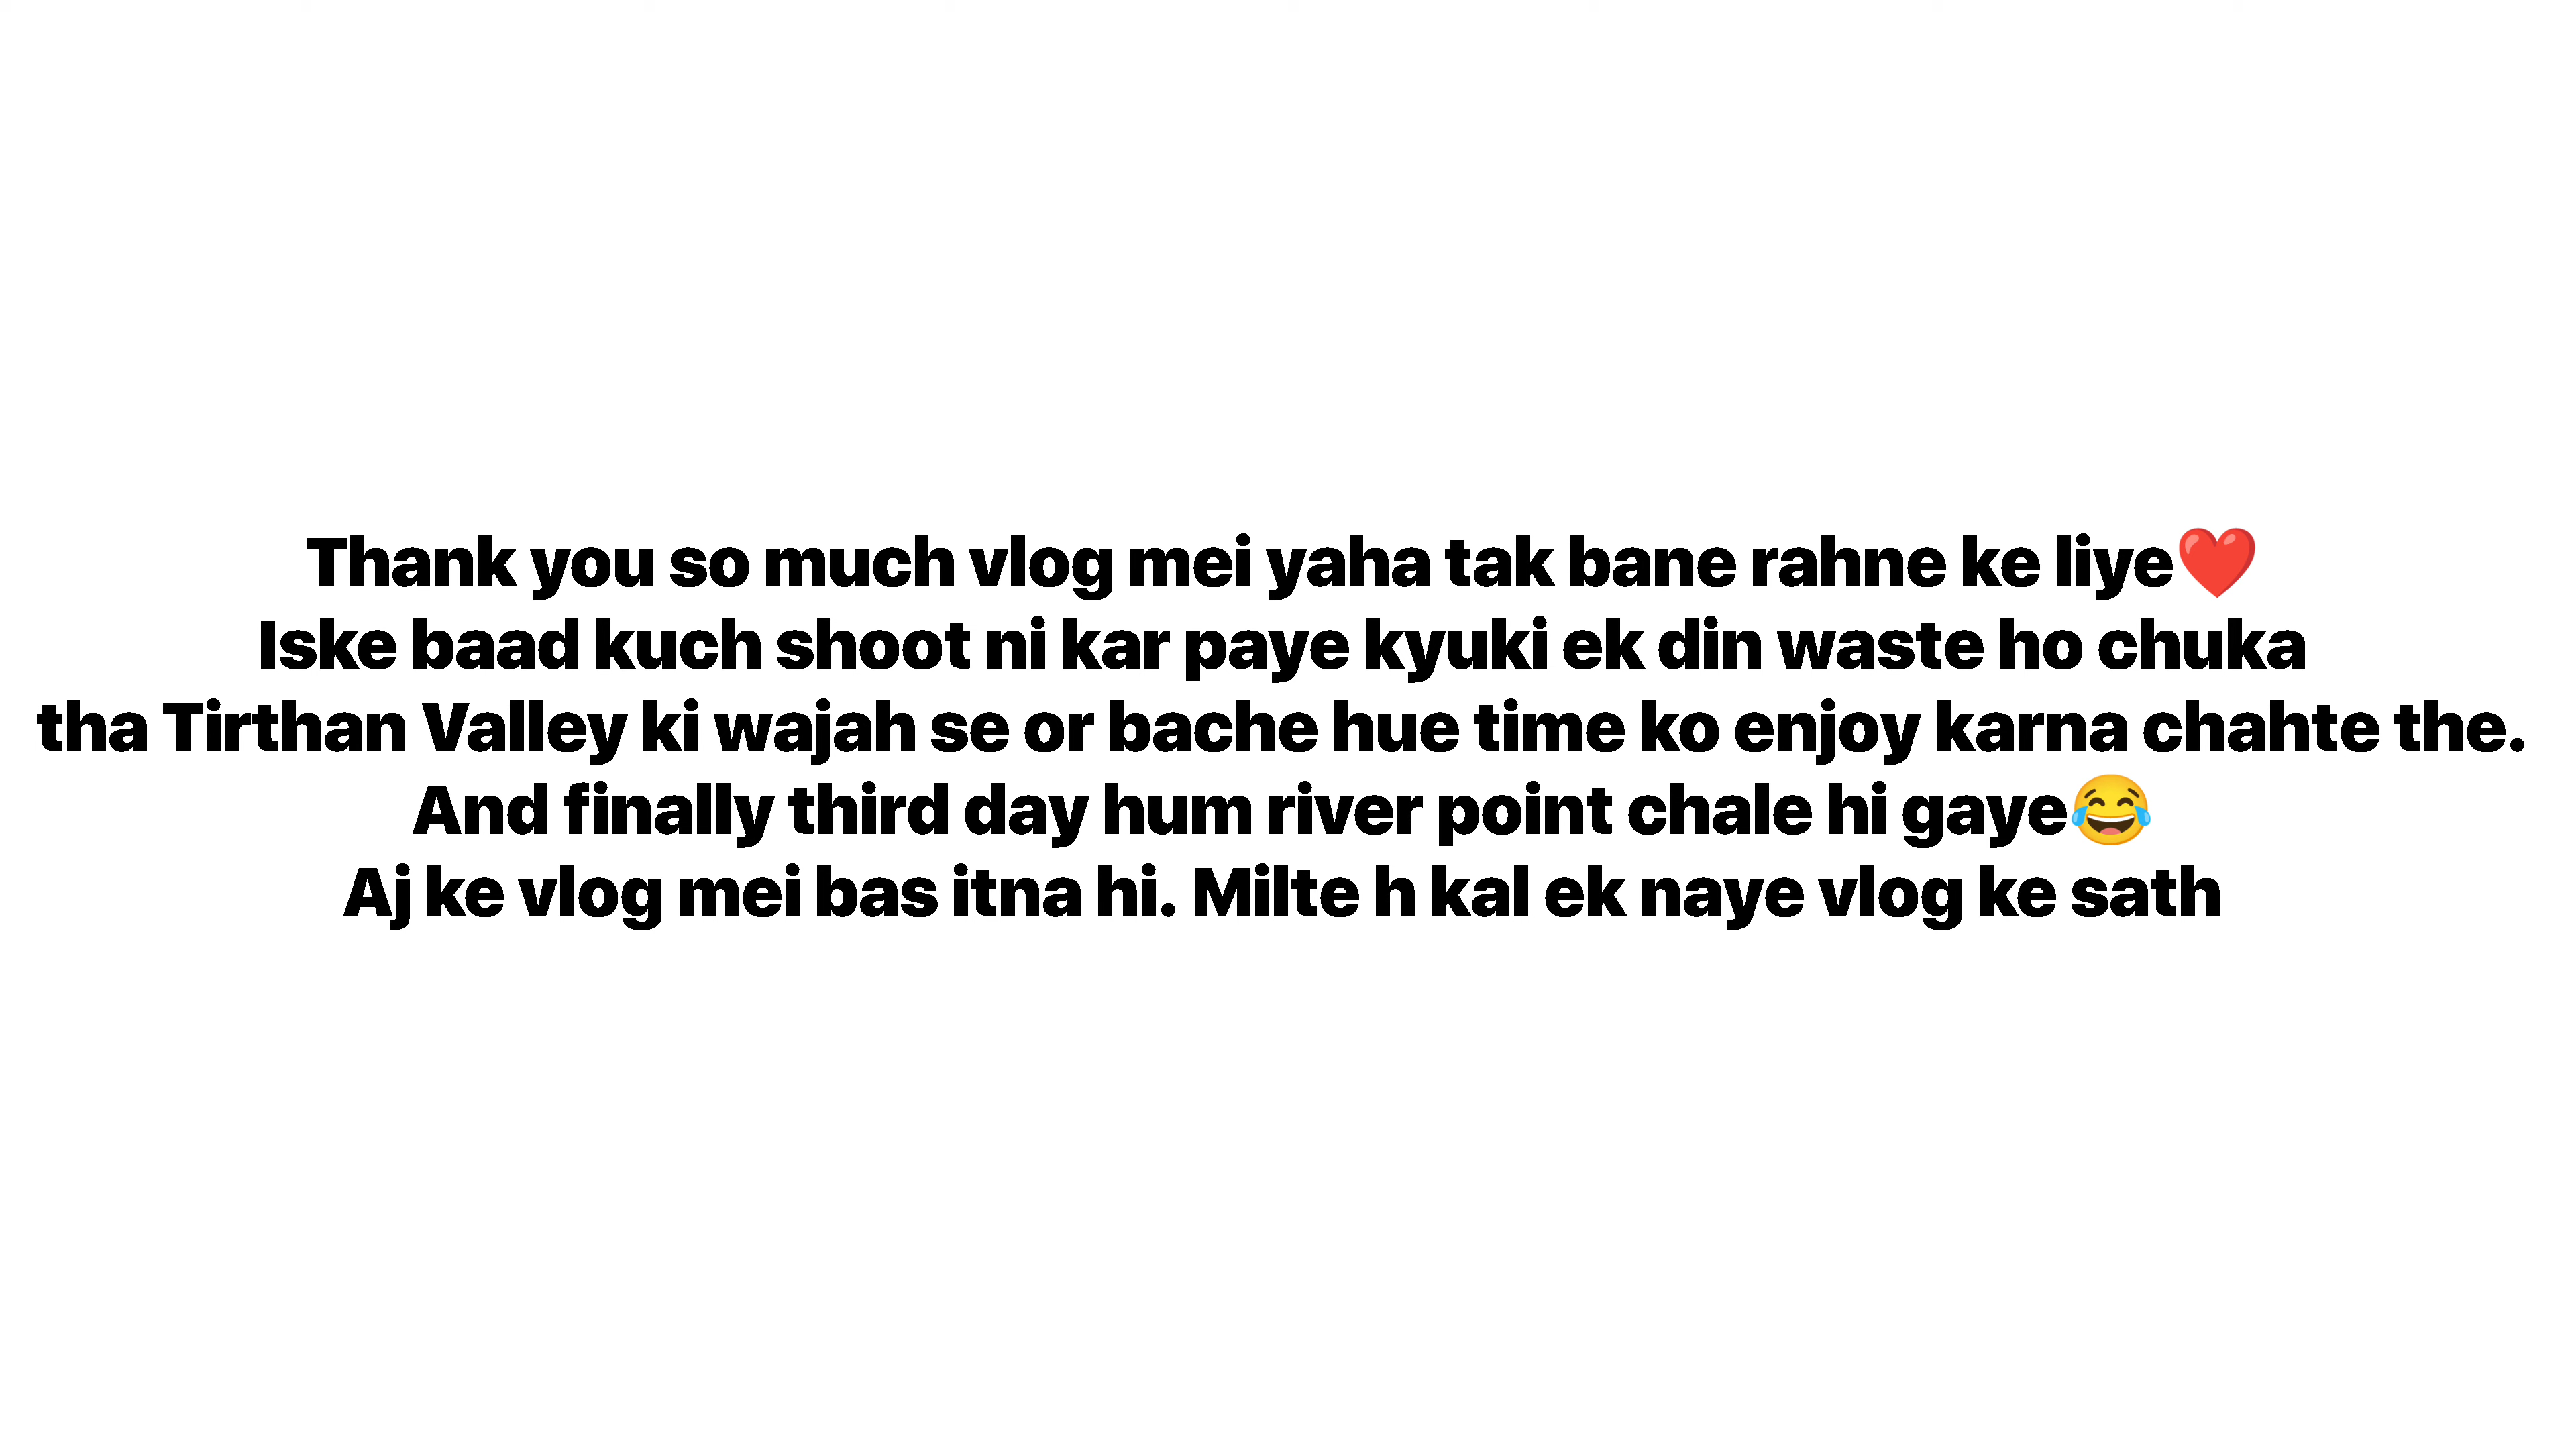 Thank you so much vlog mei yaha tak bane rahne ke liye❤️
Iske baad kuch shoot ni kar paye kyuki ek din waste ho chuka
tha Tirthan Valley ki wajah se or bache hue time ko enjoy karna chahte the.
And finally third day hum river point chale hi gaye😂
Aj ke vlog mei bas itna hi. Milte h kal ek naye vlog ke sath